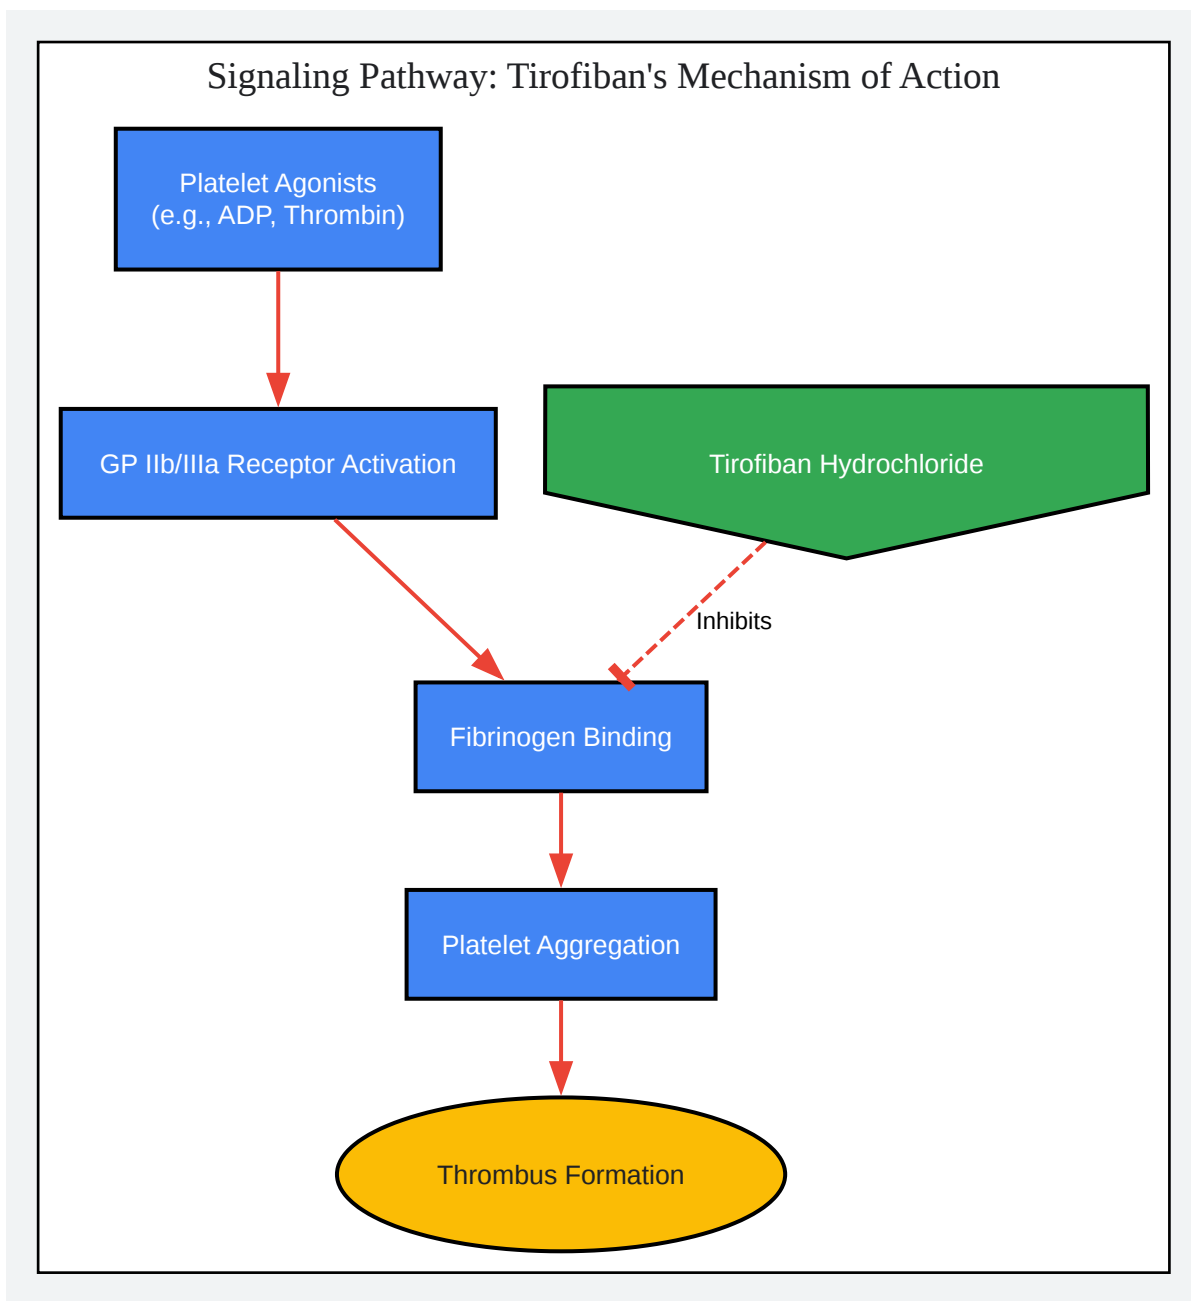 Signaling Pathway: Tirofiban's Mechanism of Action
Platelet Agonists
(e.g., ADP, Thrombin)
GP IIb/IIIa Receptor Activation
Tirofiban Hydrochloride
Inhibits
Fibrinogen Binding
Platelet Aggregation
Thrombus Formation